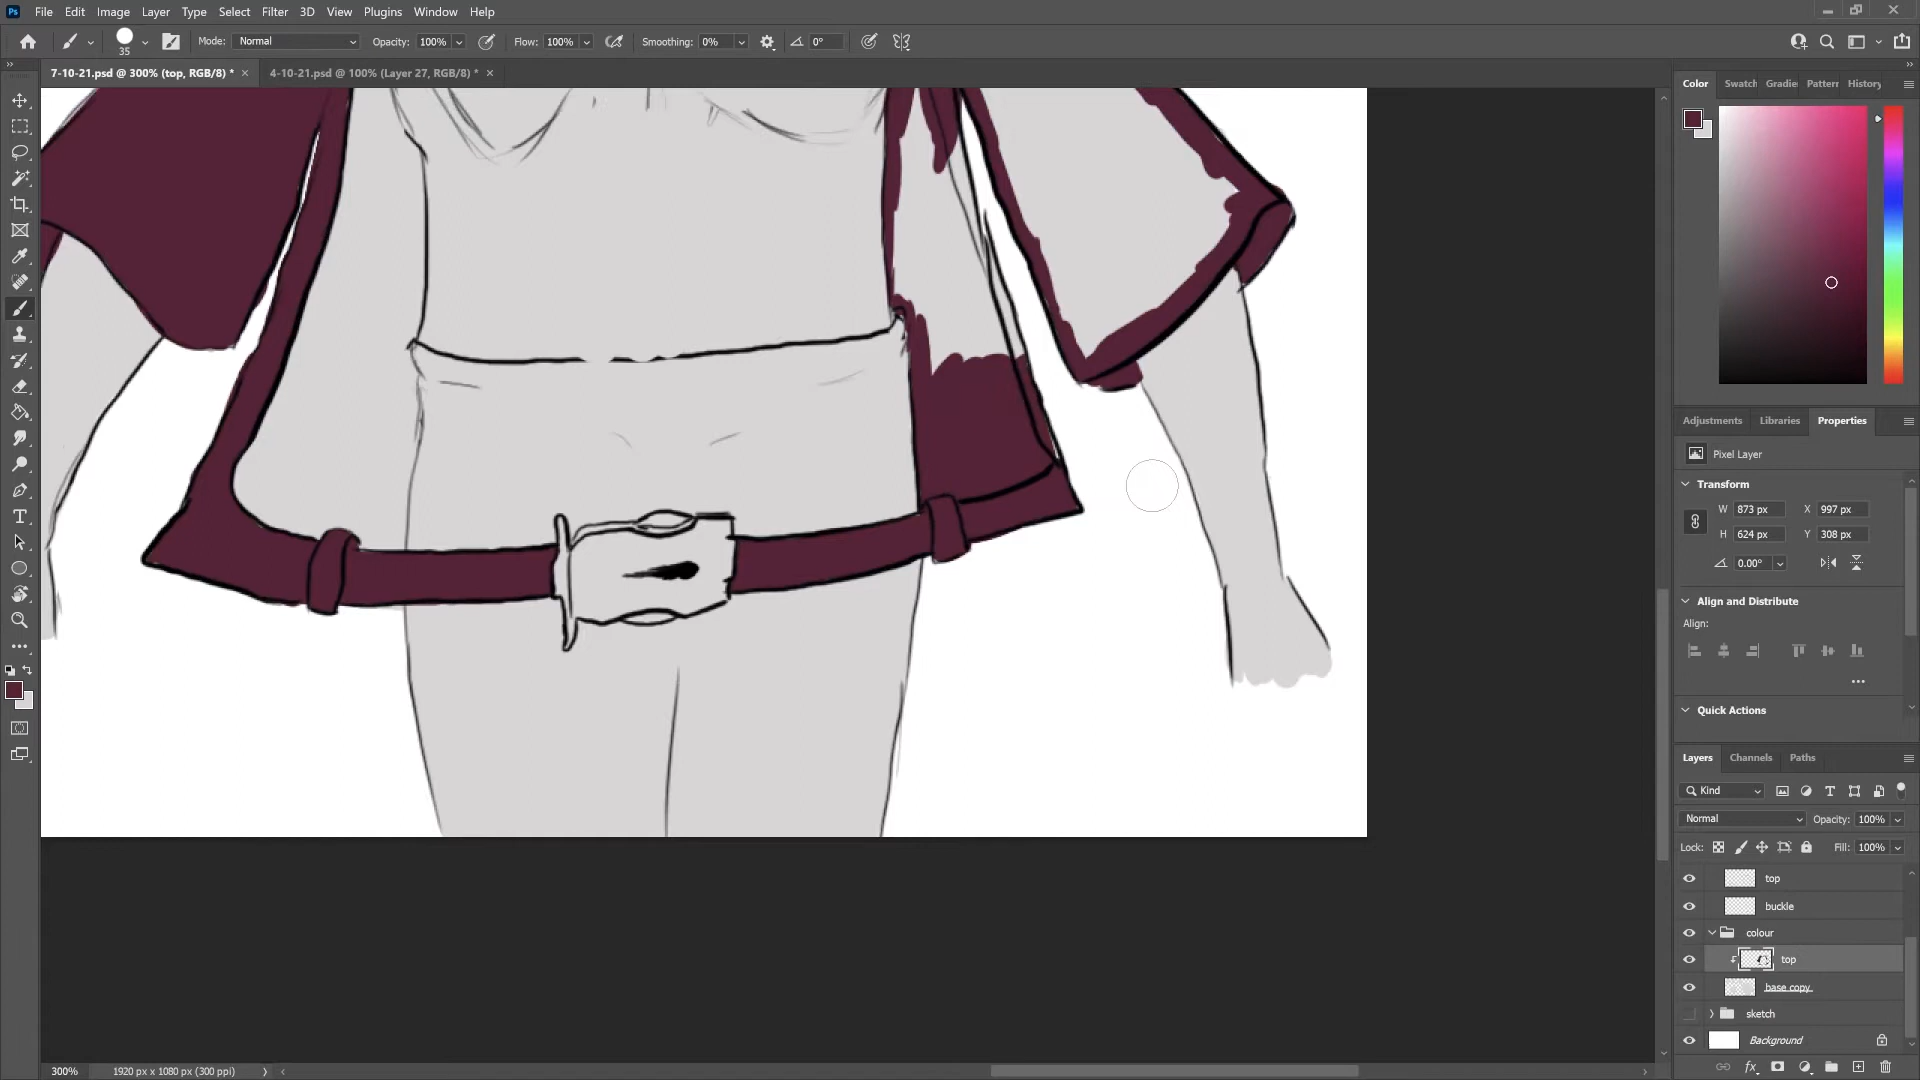 Ps File Edit Image Layer Type Select Filter 3D View Plugins Window Help
35 Mode: Normal Opacity: 100% Flow: 100% Smoothing: 0% 0°
7-10-21.psd @ 300% (top, RGB/8) * × 4-10-21.psd @ 100% (Layer 27, RGB/8) * ×
Color Swatch Gradie Pattern History
Adjustments Libraries Properties
Pixel Layer
Transform
W 873 px X 997 px
H 624 px Y 308 px
0.00°
Align and Distribute
Align:
Quick Actions
Layers Channels Paths
Kind
Normal Opacity: 100%
Lock: Fill: 100%
top
buckle
colour
top
base copy
sketch
Background
300% 1920 px x 1080 px (300 ppi)